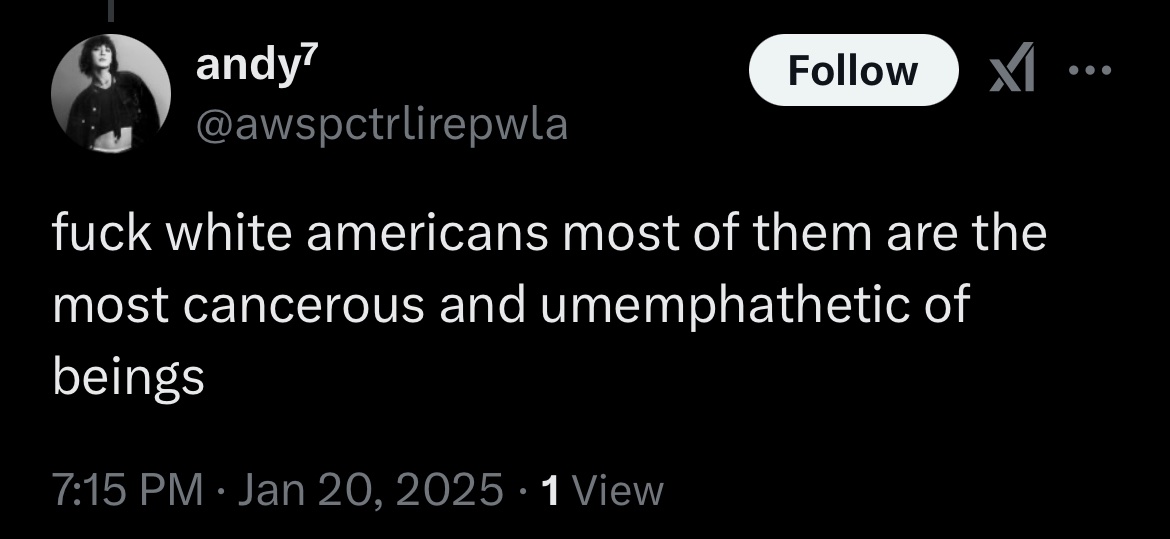 andy⁷
Follow
@awspctrlirepwla
fuck white americans most of them are the
most cancerous and umemphathetic of
beings
7:15 PM · Jan 20, 2025 · 1 View